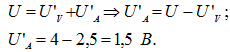 U = U'_V + U'_A ⇒ U'_A = U − U'_V ;
U'_A = 4 − 2,5 = 1,5 В.